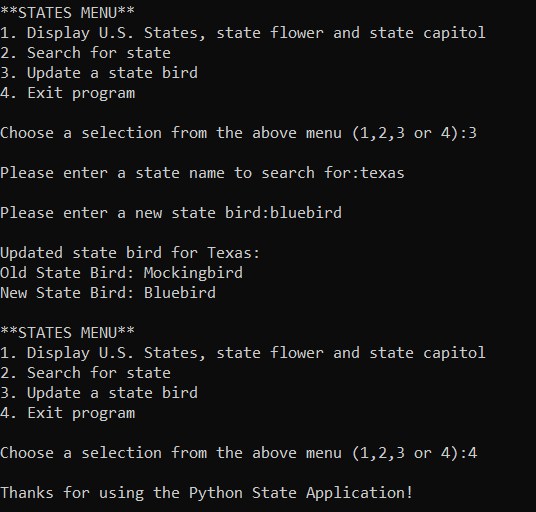 **STATES MENU**
1. Display U.S. States, state flower and state capitol
2. Search for state
3. Update a state bird
4. Exit program
Choose a selection from the above menu (1,2,3 or 4):3
Please enter a state name to search for:texas
Please enter a new state bird:bluebird
Updated state bird for Texas:
Old State Bird: Mockingbird
New State Bird: Bluebird
**STATES MENU**
1. Display U.S. States, state flower and state capitol
2. Search for state
3. Update a state bird
4. Exit program
Choose a selection from the above menu (1,2,3 or 4):4
Thanks for using the Python State Application!